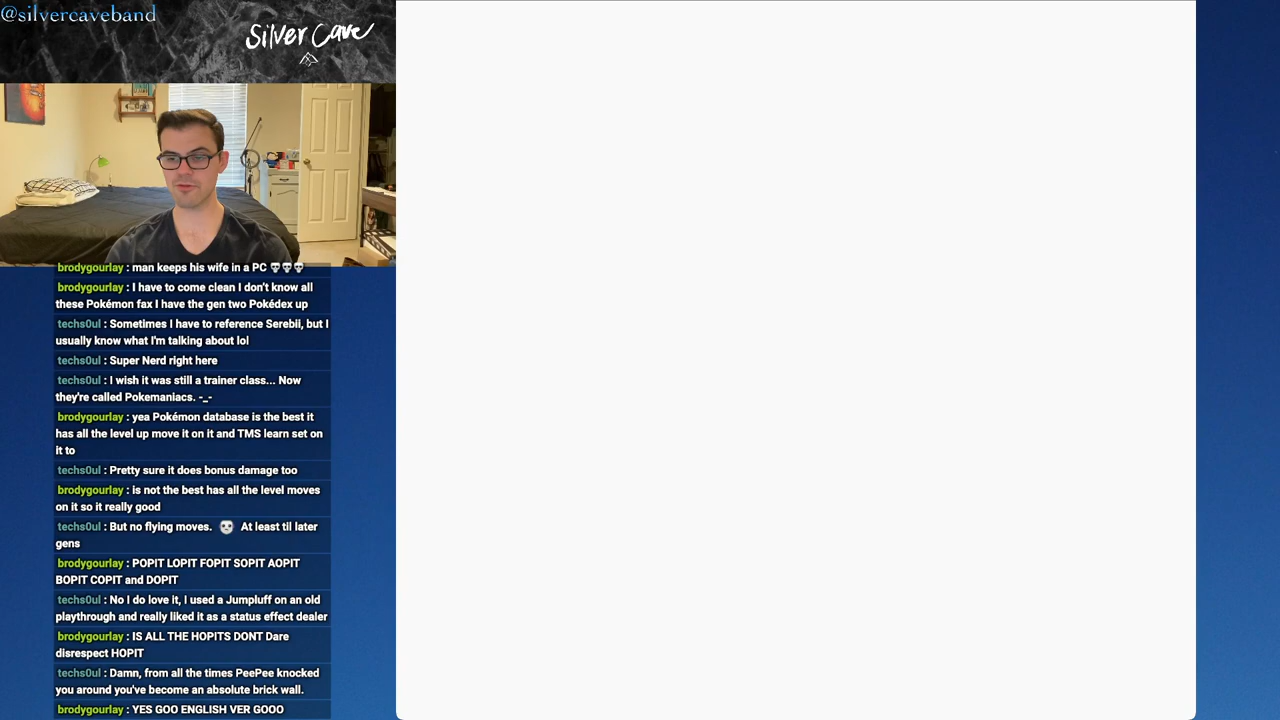 @silvercaveband
Silver Cave
brodygourlay : man keeps his wife in a PC 💀💀💀
brodygourlay : I have to come clean I don't know all
these Pokémon fax I have the gen two Pokédex up
techs0ul : Sometimes I have to reference Serebii, but I
usually know what I'm talking about lol
techs0ul : Super Nerd right here
techs0ul : I wish it was still a trainer class... Now
they're called Pokemaniacs. -_-
brodygourlay : yea Pokémon database is the best it
has all the level up move it on it and TMS learn set on
it to
techs0ul : Pretty sure it does bonus damage too
brodygourlay : is not the best has all the level moves
on it so it really good
techs0ul : But no flying moves. 💀 At least til later
gens
brodygourlay : POPIT LOPIT FOPIT SOPIT AOPIT
BOPIT COPIT and DOPIT
techs0ul : No I do love it, I used a Jumpluff on an old
playthrough and really liked it as a status effect dealer
brodygourlay : IS ALL THE HOPITS DONT Dare
disrespect HOPIT
techs0ul : Damn, from all the times PeePee knocked
you around you've become an absolute brick wall.
brodygourlay : YES GOO ENGLISH VER GOOO